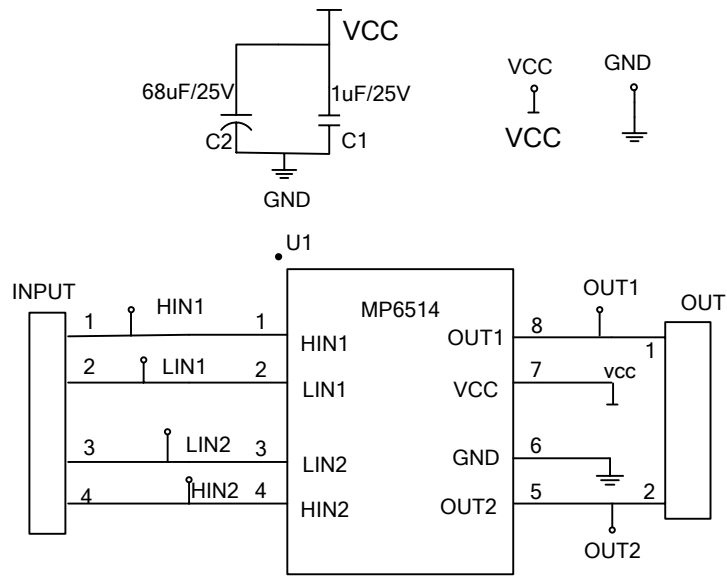 VCC
68uF/25V 1uF/25V
C2 C1
GND
VCC GND
VCC
U1
INPUT
MP6514
OUT
1 HIN1 1 HIN1
2 LIN1 2 LIN1
3 LIN2 3 LIN2
4 HIN2 4 HIN2
OUT1 8 OUT1 1
VCC 7 VCC
GND 6
OUT2 5 2
OUT2